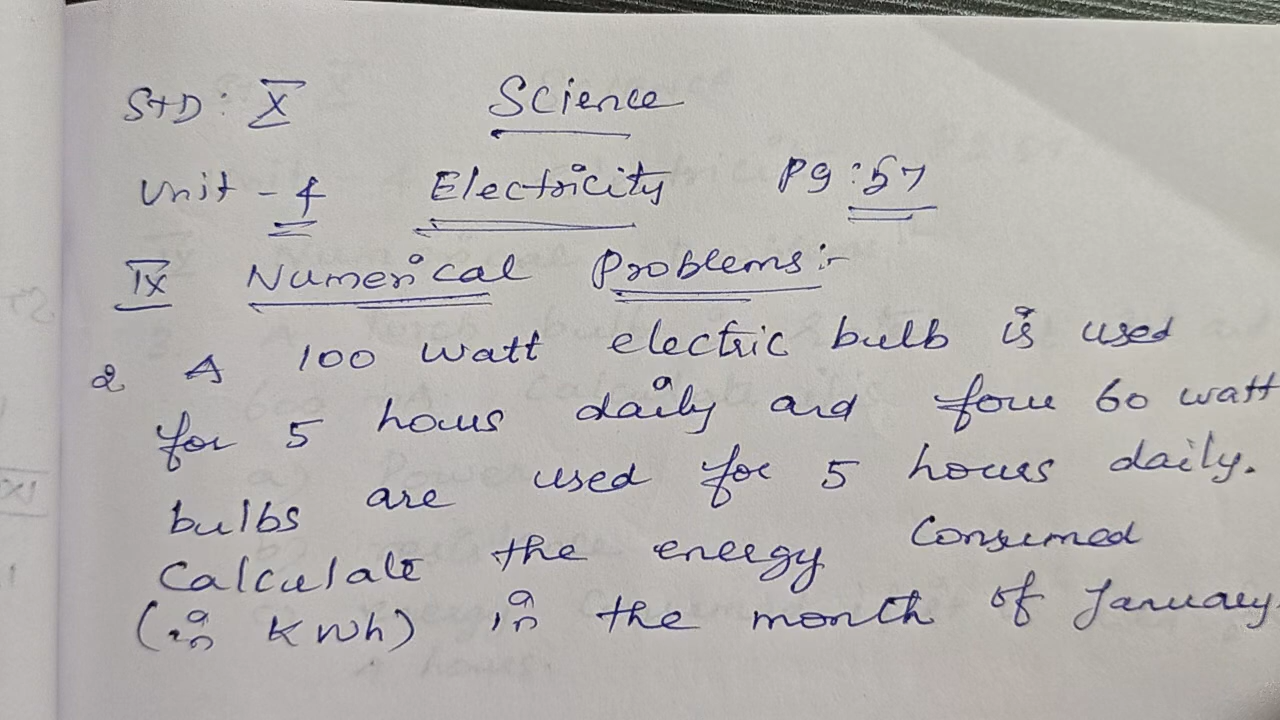 STD: X Science
Unit - 4 Electricity Pg: 57
IX Numerical Problems:-
2 A 100 watt electric bulb is used
for 5 hours daily and four 60 watt
bulbs are used for 5 hours daily.
Calculate the energy Consumed
(in KWh) in the month of January.